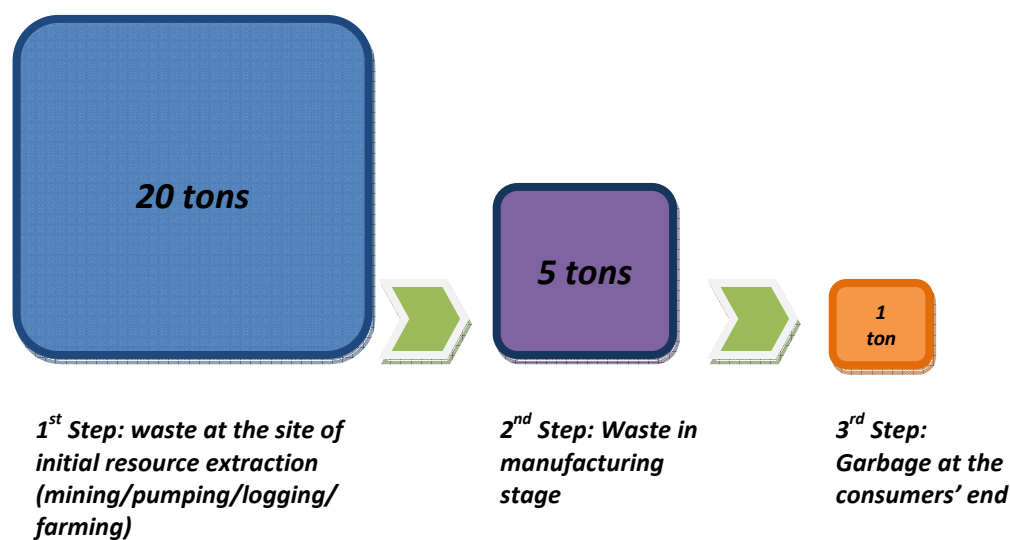 20 tons
5 tons
1
ton
1st Step: waste at the site of
initial resource extraction
(mining/pumping/logging/
farming)
2nd Step: Waste in
manufacturing
stage
3rd Step:
Garbage at the
consumers’ end